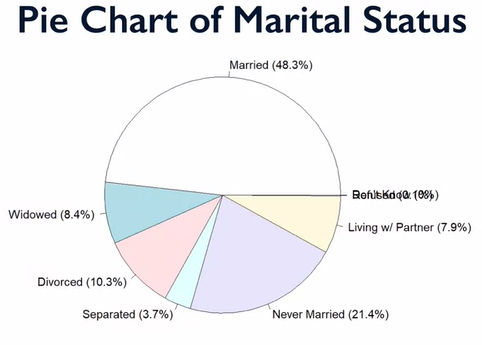 Pie Chart of Marital Status
Married (48.3%)
Widowed (8.4%)
Living w/ Partner (7.9%)
Divorced (10.3%)
Separated (3.7%)
Never Married (21.4%)